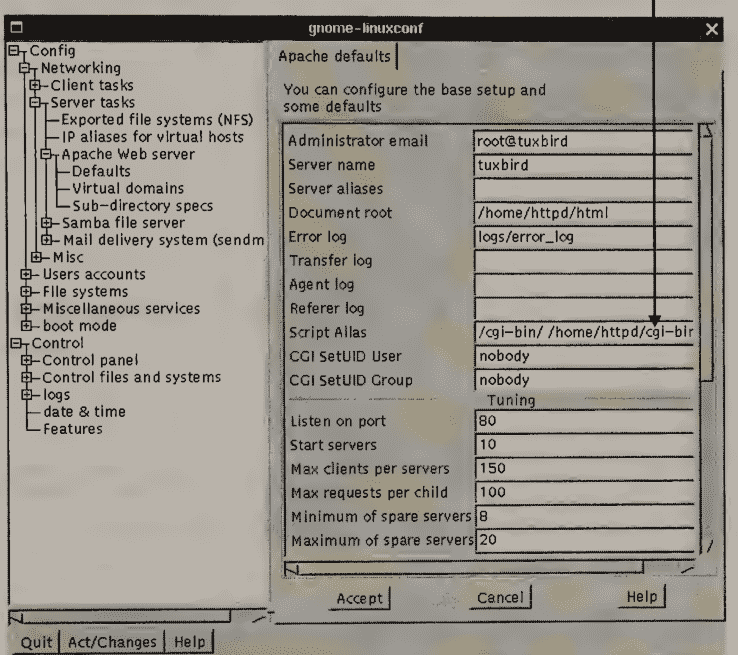 gnome-linuxconf
Config
Networking
Client tasks
Server tasks
Exported file systems (NFS)
IP aliases for virtual hosts
Apache Web server
Defaults
Virtual domains
Sub-directory specs
Samba file server
Mail delivery system (sendm
Misc
Users accounts
File systems
Miscellaneous services
boot mode
Control
Control panel
Control files and systems
logs
date & time
Features
Quit Act/Changes Help
Apache defaults
You can configure the base setup and
some defaults
Administrator email root@tuxbird
Server name tuxbird
Server aliases
Document root /home/httpd/html
Error log logs/error_log
Transfer log
Agent log
Referer log
Script Alias /cgi-bin/ /home/httpd/cgi-bin
CGI SetUID User nobody
CGI SetUID Group nobody
Tuning
Listen on port 80
Start servers 10
Max clients per servers 150
Max requests per child 100
Minimum of spare servers 8
Maximum of spare servers 20
Accept Cancel Help